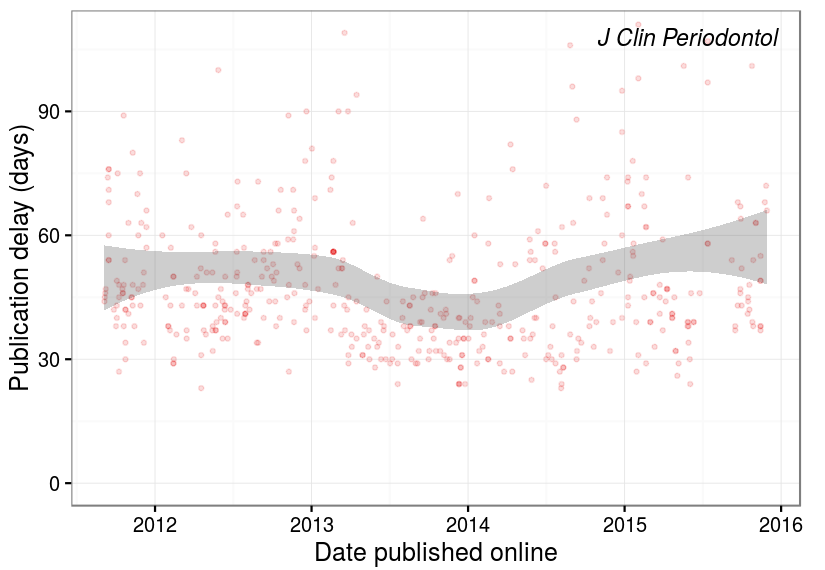 J Clin Periodontol
Publication delay (days)
90
60
30
0
2012 2013 2014 2015 2016
Date published online